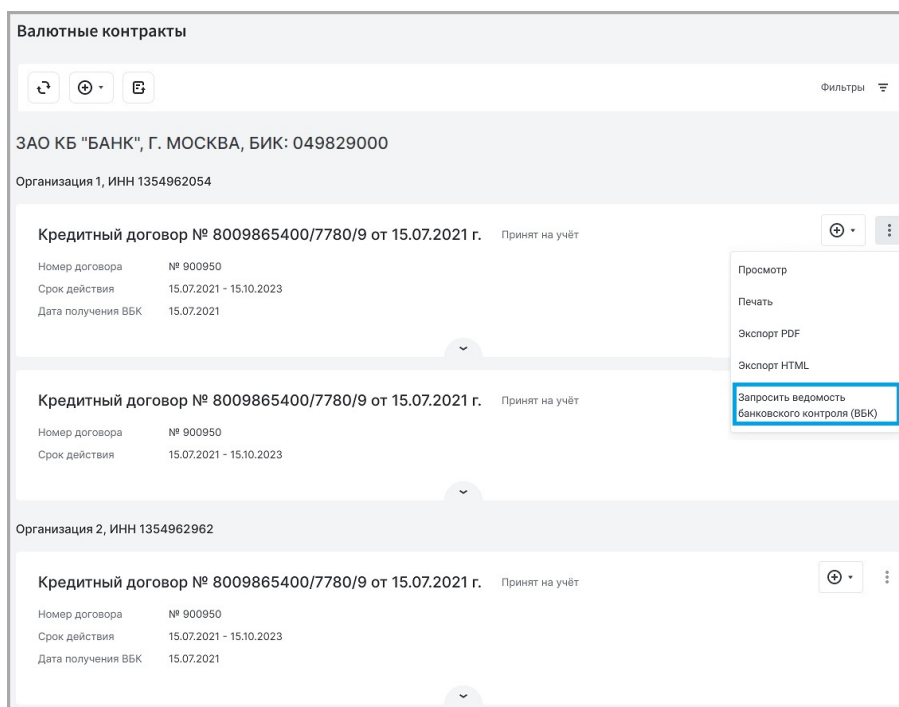 Валютные контракты
Фильтры
ЗАО КБ "БАНК", Г. МОСКВА, БИК: 049829000
Организация 1, ИНН 1354962054
Кредитный договор № 8009865400/7780/9 от 15.07.2021 г. Принят на учёт
Номер договора № 900950
Срок действия 15.07.2021 - 15.10.2023
Дата получения ВБК 15.07.2021
Просмотр
Печать
Экспорт PDF
Экспорт HTML
Запросить ведомость
банковского контроля (ВБК)
Кредитный договор № 8009865400/7780/9 от 15.07.2021 г. Принят на учёт
Номер договора № 900950
Срок действия 15.07.2021 - 15.10.2023
Организация 2, ИНН 1354962962
Кредитный договор № 8009865400/7780/9 от 15.07.2021 г. Принят на учёт
Номер договора № 900950
Срок действия 15.07.2021 - 15.10.2023
Дата получения ВБК 15.07.2021